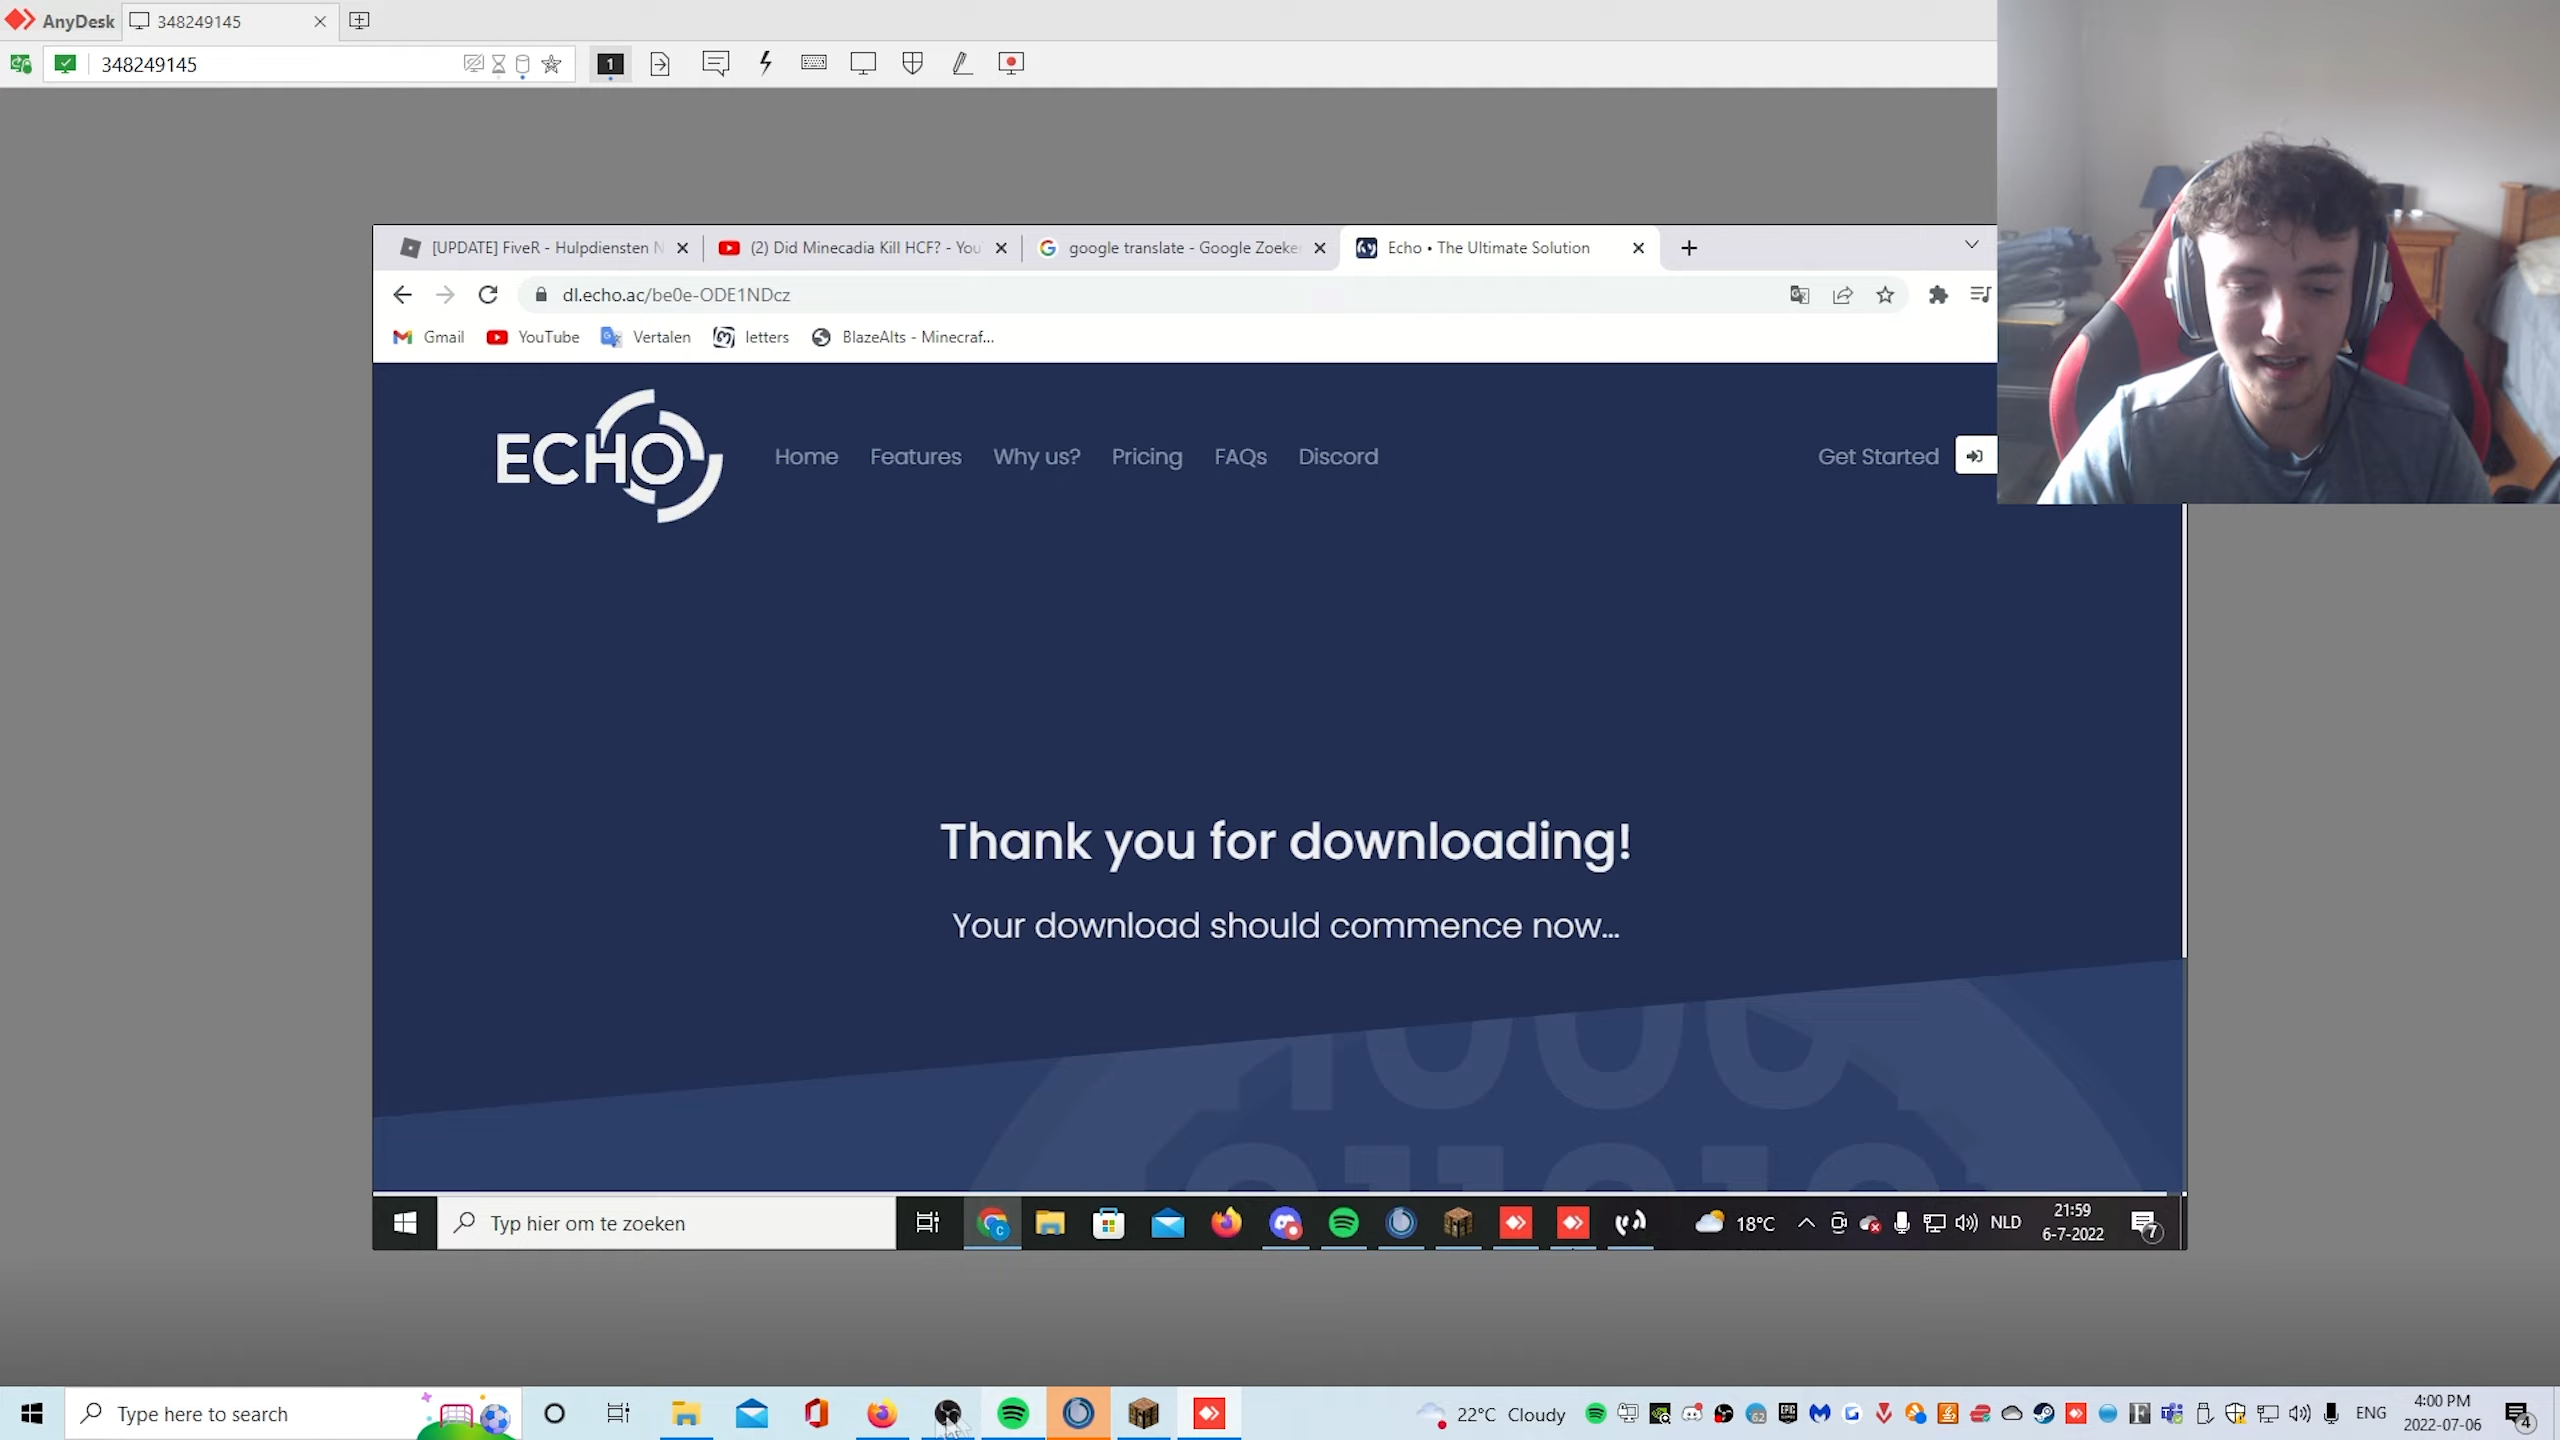 AnyDesk
348249145
348249145
1
[UPDATE] FiveR - Hulpdiensten N
(2) Did Minecadia Kill HCF? - You
google translate - Google Zoeke
Echo • The Ultimate Solution
dl.echo.ac/be0e-ODE1NDcz
Gmail
YouTube
Vertalen
letters
BlazeAlts - Minecraf...
ECHO
Home
Features
Why us?
Pricing
FAQs
Discord
Get Started
Thank you for downloading!
Your download should commence now...
Typ hier om te zoeken
18°C
NLD
21:59
6-7-2022
7
Type here to search
22°C Cloudy
ENG
4:00 PM
2022-07-06
4